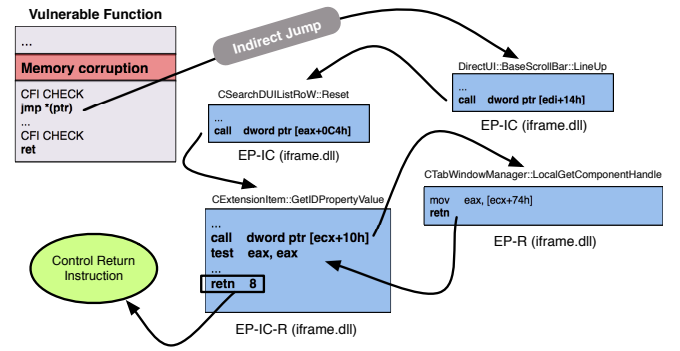 Vulnerable Function
...
Memory corruption
CFI CHECK
jmp *(ptr)
...
CFI CHECK
ret
Indirect Jump
DirectUI::BaseScrollBar::LineUp
...
call dword ptr [edi+14h]
EP-IC (iframe.dll)
CSearchDUIListRoW::Reset
...
call dword ptr [eax+0C4h]
EP-IC (iframe.dll)
CTabWindowManager::LocalGetComponentHandle
mov eax, [ecx+74h]
retn
EP-R (iframe.dll)
CExtensionItem::GetIDPropertyValue
...
call dword ptr [ecx+10h]
test eax, eax
...
retn 8
EP-IC-R (iframe.dll)
Control Return
Instruction